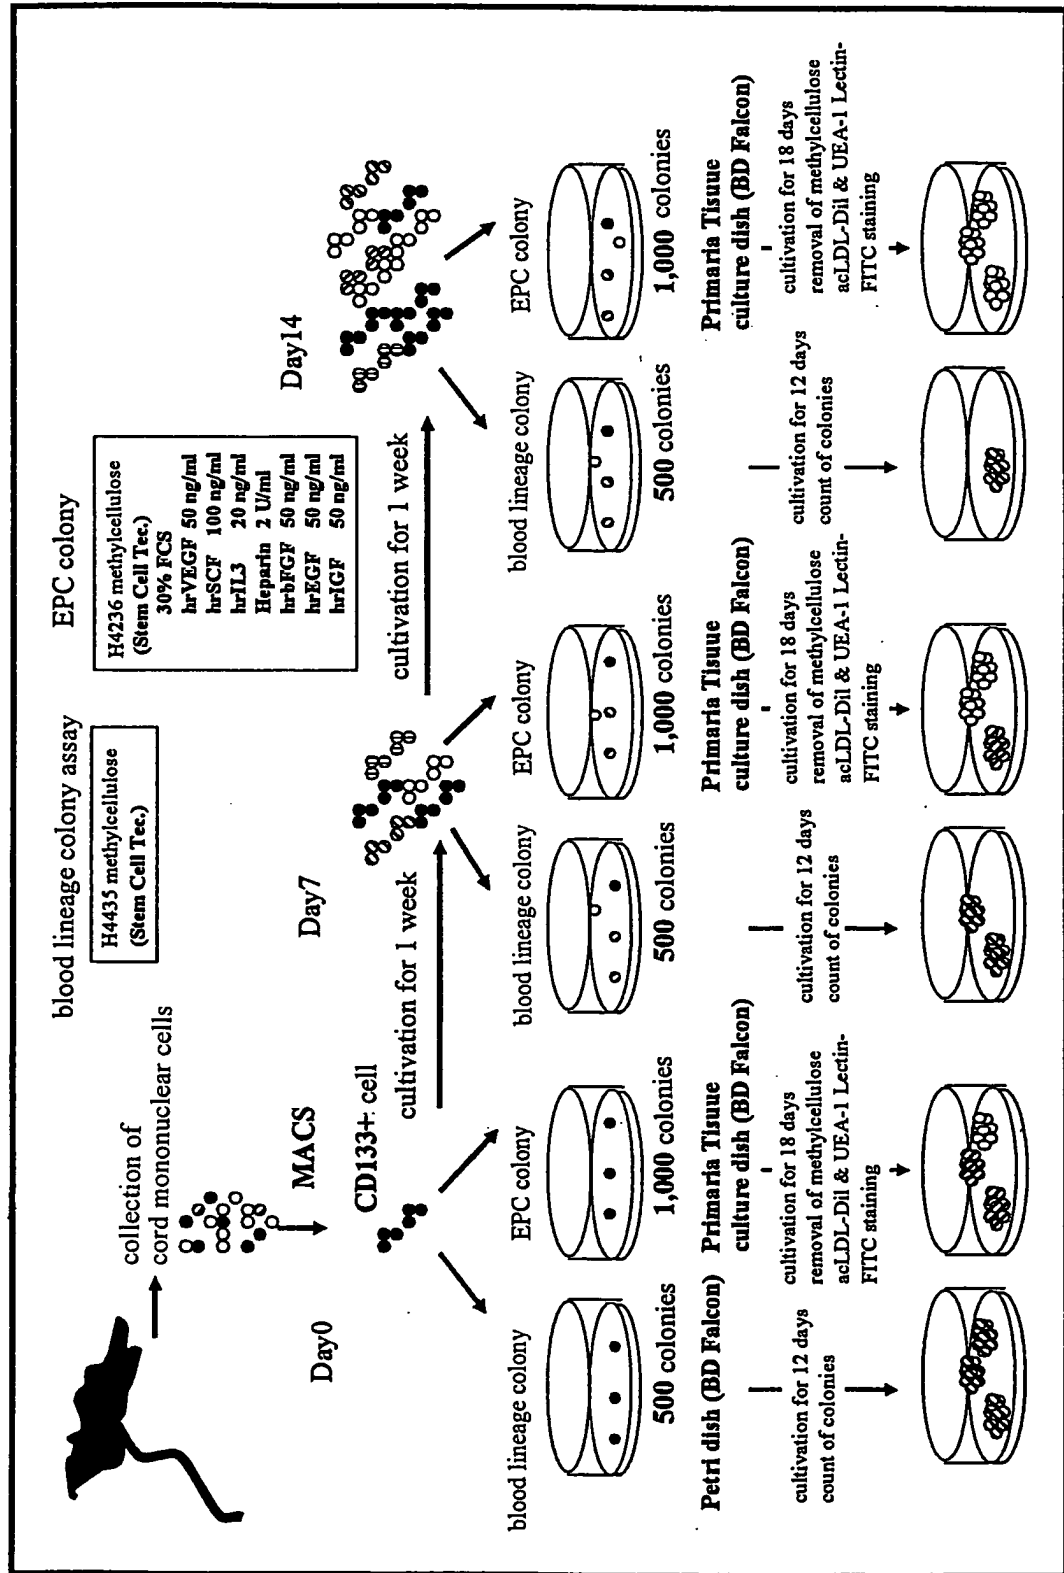 collection of
cord mononuclear cells
MACS
CD133+ cell
Day0
cultivation for 1 week
Day7
cultivation for 1 week
Day14
blood lineage colony assay
H4435 methylcellulose
(Stem Cell Tec.)
EPC colony
H4236 methylcellulose
(Stem Cell Tec.)
30% FCS
hrVEGF 50 ng/ml
hrSCF 100 ng/ml
hrIL3 20 ng/ml
Heparin 2 U/ml
hrbFGF 50 ng/ml
hrEGF 50 ng/ml
hrIGF 50 ng/ml
blood lineage colony
500 colonies
Petri dish (BD Falcon)
cultivation for 12 days
count of colonies
EPC colony
1,000 colonies
Primaria Tisuue
culture dish (BD Falcon)
cultivation for 18 days
removal of methylcellulose
acLDL-Dil & UEA-1 Lectin-
FITC staining
blood lineage colony
500 colonies
cultivation for 12 days
count of colonies
EPC colony
1,000 colonies
Primaria Tisuue
culture dish (BD Falcon)
cultivation for 18 days
removal of methylcellulose
acLDL-Dil & UEA-1 Lectin-
FITC staining
blood lineage colony
500 colonies
cultivation for 12 days
count of colonies
EPC colony
1,000 colonies
Primaria Tisuue
culture dish (BD Falcon)
cultivation for 18 days
removal of methylcellulose
acLDL-Dil & UEA-1 Lectin-
FITC staining